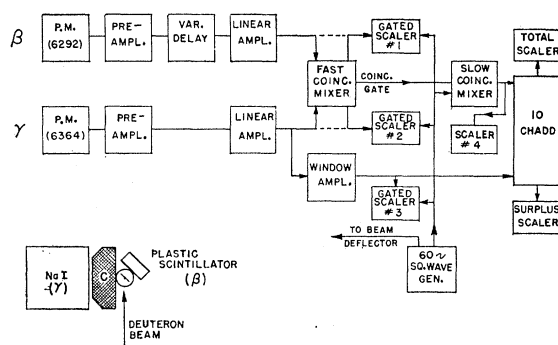 β
P.M.
(6292)
PRE-
AMPL.
VAR.
DELAY
LINEAR
AMPL.
GATED
SCALER
#1
TOTAL
SCALER
FAST
COINC.
MIXER
COINC.
GATE
SLOW
COINC.
MIXER
γ
P.M.
(6364)
PRE-
AMPL.
LINEAR
AMPL.
GATED
SCALER
#2
SCALER
#4
10
CHADD
WINDOW
AMPL.
GATED
SCALER
#3
SURPLUS
SCALER
TO BEAM
DEFLECTOR
60~
SQ.WAVE
GEN.
NaI
(γ)
C
PLASTIC
SCINTILLATOR
(β)
DEUTERON
BEAM